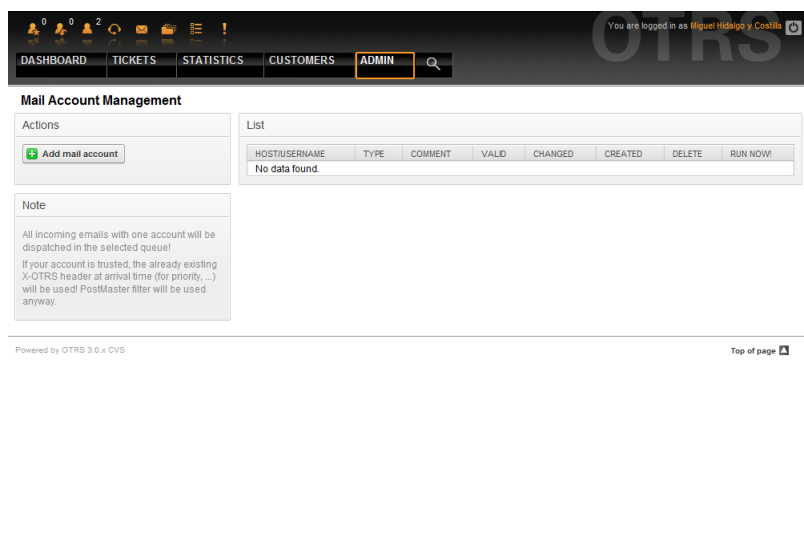 0 0 2
You are logged in as Miguel Hidalgo y Costilla
OTRS
DASHBOARD TICKETS STATISTICS CUSTOMERS ADMIN
Mail Account Management
Actions
Add mail account
List
HOST/USERNAME TYPE COMMENT VALID CHANGED CREATED DELETE RUN NOW!
No data found.
Note
All incoming emails with one account will be
dispatched in the selected queue!
If your account is trusted, the already existing
X-OTRS header at arrival time (for priority, ...)
will be used! PostMaster filter will be used
anyway.
Powered by OTRS 3.0.x CVS
Top of page